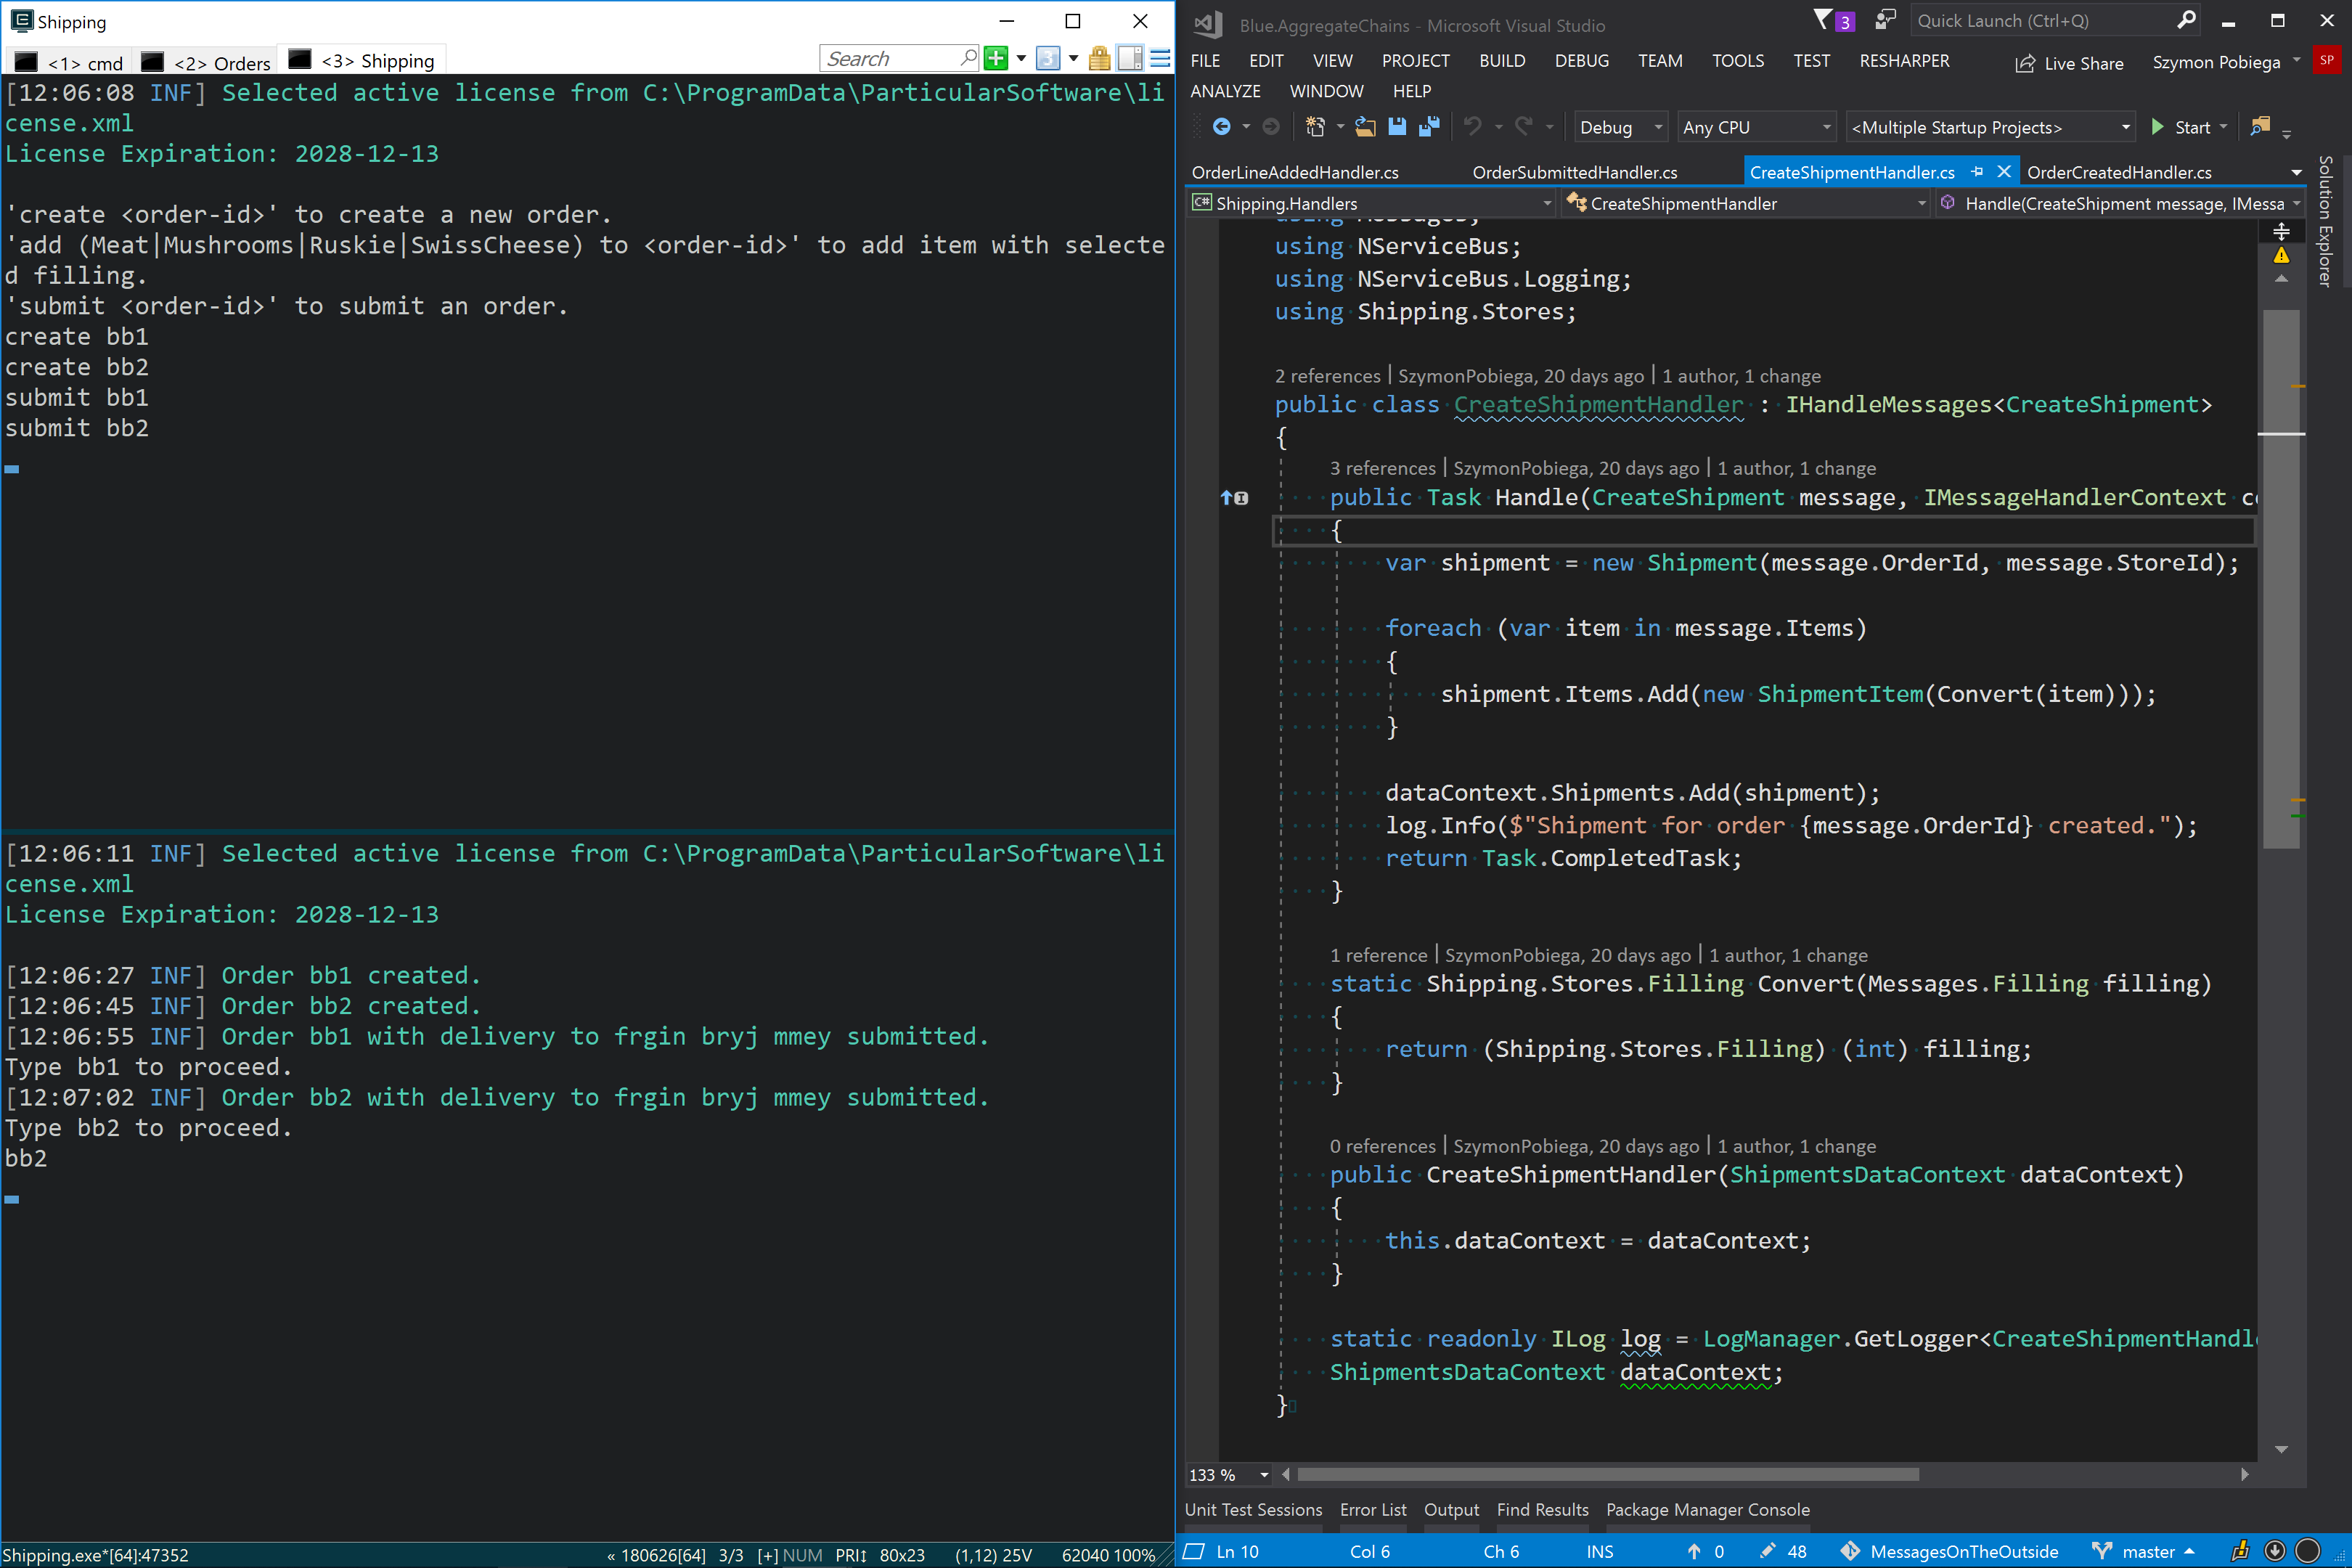 Shipping
<1> cmd <2> Orders <3> Shipping Search
[12:06:08 INF] Selected active license from C:\ProgramData\ParticularSoftware\li
cense.xml
License Expiration: 2028-12-13
'create <order-id>' to create a new order.
'add (Meat|Mushrooms|Ruskie|SwissCheese) to <order-id>' to add item with selecte
d filling.
'submit <order-id>' to submit an order.
create bb1
create bb2
submit bb1
submit bb2
[12:06:11 INF] Selected active license from C:\ProgramData\ParticularSoftware\li
cense.xml
License Expiration: 2028-12-13
[12:06:27 INF] Order bb1 created.
[12:06:45 INF] Order bb2 created.
[12:06:55 INF] Order bb1 with delivery to frgin bryj mmey submitted.
Type bb1 to proceed.
[12:07:02 INF] Order bb2 with delivery to frgin bryj mmey submitted.
Type bb2 to proceed.
bb2
Shipping.exe*[64]:47352 « 180626[64] 3/3 [+] NUM PRI↕ 80x23 (1,12) 25V 62040 100%
Blue.AggregateChains - Microsoft Visual Studio 3 Quick Launch (Ctrl+Q)
FILE EDIT VIEW PROJECT BUILD DEBUG TEAM TOOLS TEST RESHARPER Live Share Szymon Pobiega SP
ANALYZE WINDOW HELP
Debug Any CPU <Multiple Startup Projects> Start
OrderLineAddedHandler.cs OrderSubmittedHandler.cs CreateShipmentHandler.cs OrderCreatedHandler.cs
Shipping.Handlers CreateShipmentHandler Handle(CreateShipment message, IMessa
Solution Explorer
using Messages;
using NServiceBus;
using NServiceBus.Logging;
using Shipping.Stores;
2 references | SzymonPobiega, 20 days ago | 1 author, 1 change
public class CreateShipmentHandler : IHandleMessages<CreateShipment>
{
3 references | SzymonPobiega, 20 days ago | 1 author, 1 change
public Task Handle(CreateShipment message, IMessageHandlerContext co
{
var shipment = new Shipment(message.OrderId, message.StoreId);
foreach (var item in message.Items)
{
shipment.Items.Add(new ShipmentItem(Convert(item)));
}
dataContext.Shipments.Add(shipment);
log.Info($"Shipment for order {message.OrderId} created.");
return Task.CompletedTask;
}
1 reference | SzymonPobiega, 20 days ago | 1 author, 1 change
static Shipping.Stores.Filling Convert(Messages.Filling filling)
{
return (Shipping.Stores.Filling) (int) filling;
}
0 references | SzymonPobiega, 20 days ago | 1 author, 1 change
public CreateShipmentHandler(ShipmentsDataContext dataContext)
{
this.dataContext = dataContext;
}
static readonly ILog log = LogManager.GetLogger<CreateShipmentHandle
ShipmentsDataContext dataContext;
}
133 %
Unit Test Sessions Error List Output Find Results Package Manager Console
Ln 10 Col 6 Ch 6 INS 0 48 MessagesOnTheOutside master